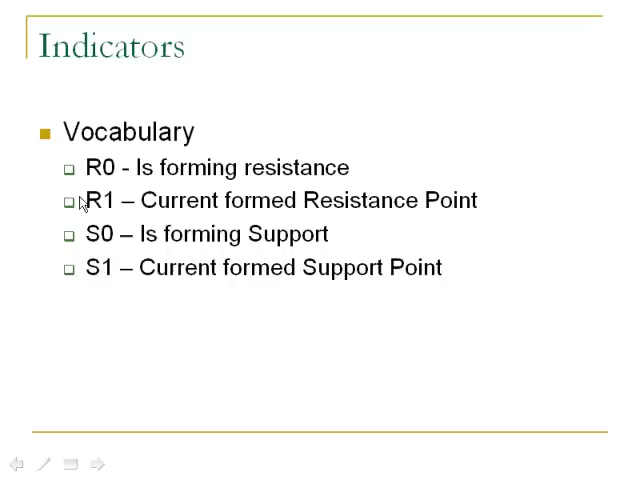 Indicators
Vocabulary
R0 - Is forming resistance
R1 – Current formed Resistance Point
S0 – Is forming Support
S1 – Current formed Support Point